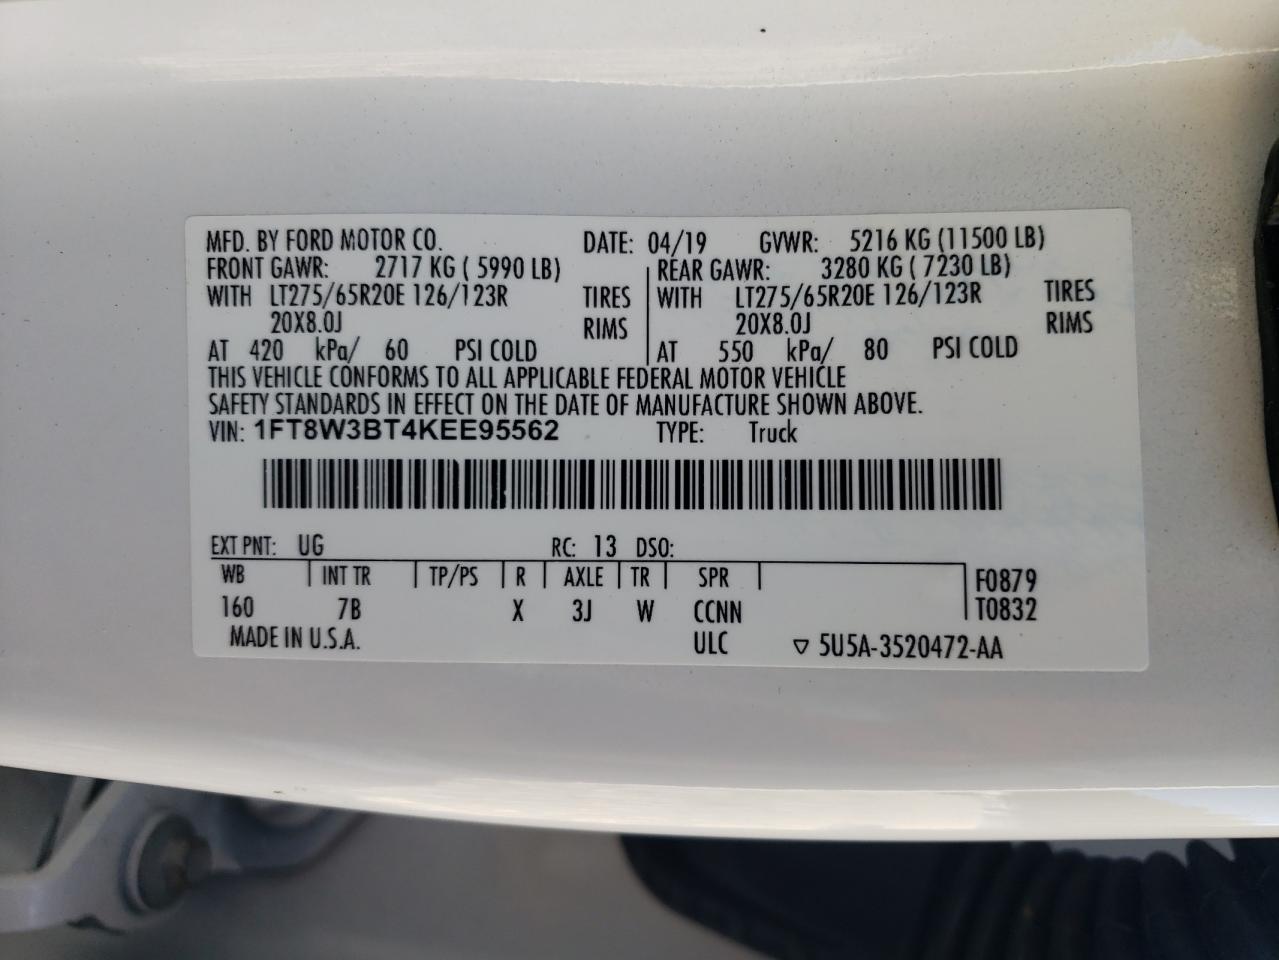 MFD. BY FORD MOTOR CO. DATE: 04/19 GVWR: 5216 KG (11500 LB)
FRONT GAWR: 2717 KG ( 5990 LB) REAR GAWR: 3280 KG ( 7230 LB)
WITH LT275/65R20E 126/123R TIRES WITH LT275/65R20E 126/123R TIRES
20X8.0J RIMS 20X8.0J RIMS
AT 420 kPa/ 60 PSI COLD AT 550 kPa/ 80 PSI COLD
THIS VEHICLE CONFORMS TO ALL APPLICABLE FEDERAL MOTOR VEHICLE
SAFETY STANDARDS IN EFFECT ON THE DATE OF MANUFACTURE SHOWN ABOVE.
VIN: 1FT8W3BT4KEE95562 TYPE: Truck
EXT PNT: UG RC: 13 DSO:
WB INT TR TP/PS R AXLE TR SPR F0879
160 7B X 3J W CCNN T0832
MADE IN U.S.A. ULC ▽ 5U5A-3520472-AA